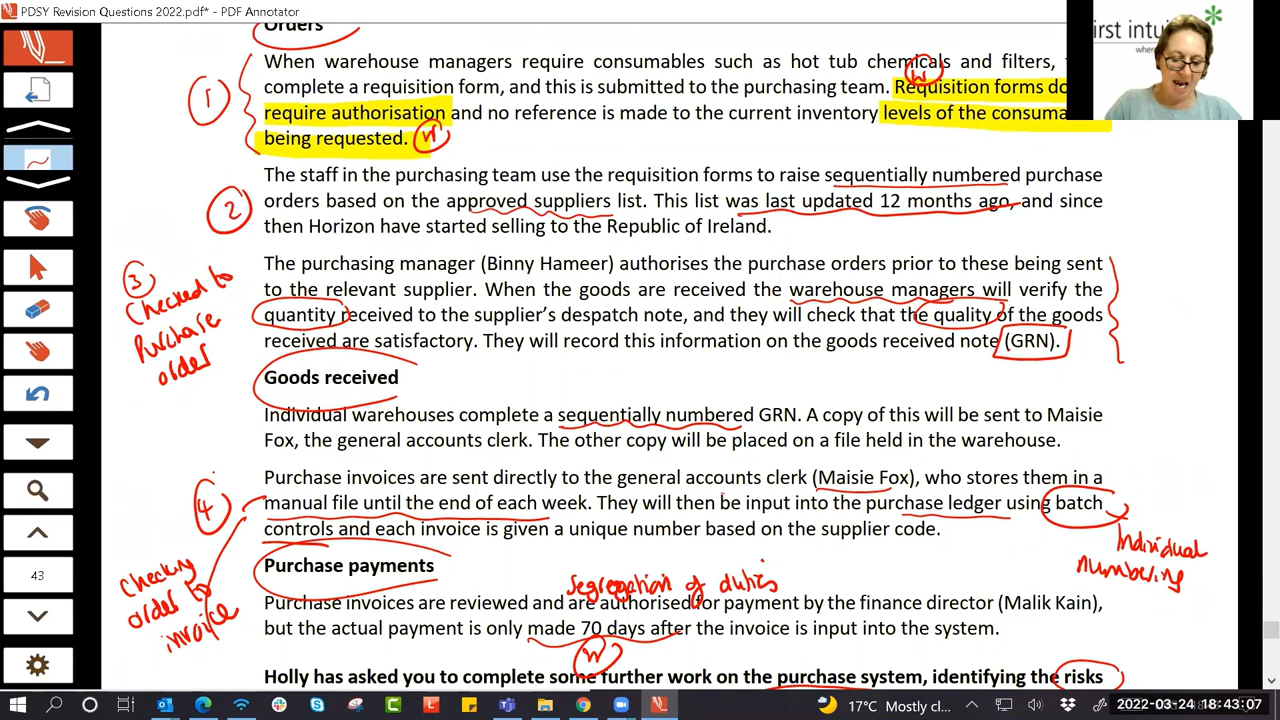 PDSY Revision Questions 2022.pdf* - PDF Annotator
Orders
When warehouse managers require consumables such as hot tub chemicals and filters,
complete a requisition form, and this is submitted to the purchasing team. Requisition forms do
require authorisation and no reference is made to the current inventory levels of the consuma
being requested.
1
W
W
The staff in the purchasing team use the requisition forms to raise sequentially numbered purchase
orders based on the approved suppliers list. This list was last updated 12 months ago, and since
then Horizon have started selling to the Republic of Ireland.
2
The purchasing manager (Binny Hameer) authorises the purchase orders prior to these being sent
to the relevant supplier. When the goods are received the warehouse managers will verify the
quantity received to the supplier's despatch note, and they will check that the quality of the goods
received are satisfactory. They will record this information on the goods received note (GRN).
3
Checked to
purchase
order
Goods received
Individual warehouses complete a sequentially numbered GRN. A copy of this will be sent to Maisie
Fox, the general accounts clerk. The other copy will be placed on a file held in the warehouse.
Purchase invoices are sent directly to the general accounts clerk (Maisie Fox), who stores them in a
manual file until the end of each week. They will then be input into the purchase ledger using batch
controls and each invoice is given a unique number based on the supplier code.
4
checking
order to
invoice
Individual
numbering
Purchase payments
Segregation of duties
Purchase invoices are reviewed and are authorised for payment by the finance director (Malik Kain),
but the actual payment is only made 70 days after the invoice is input into the system.
W
Holly has asked you to complete some further work on the purchase system, identifying the risks
43
first intu
wher
17°C Mostly cl...
2022-03-24 18:43:07